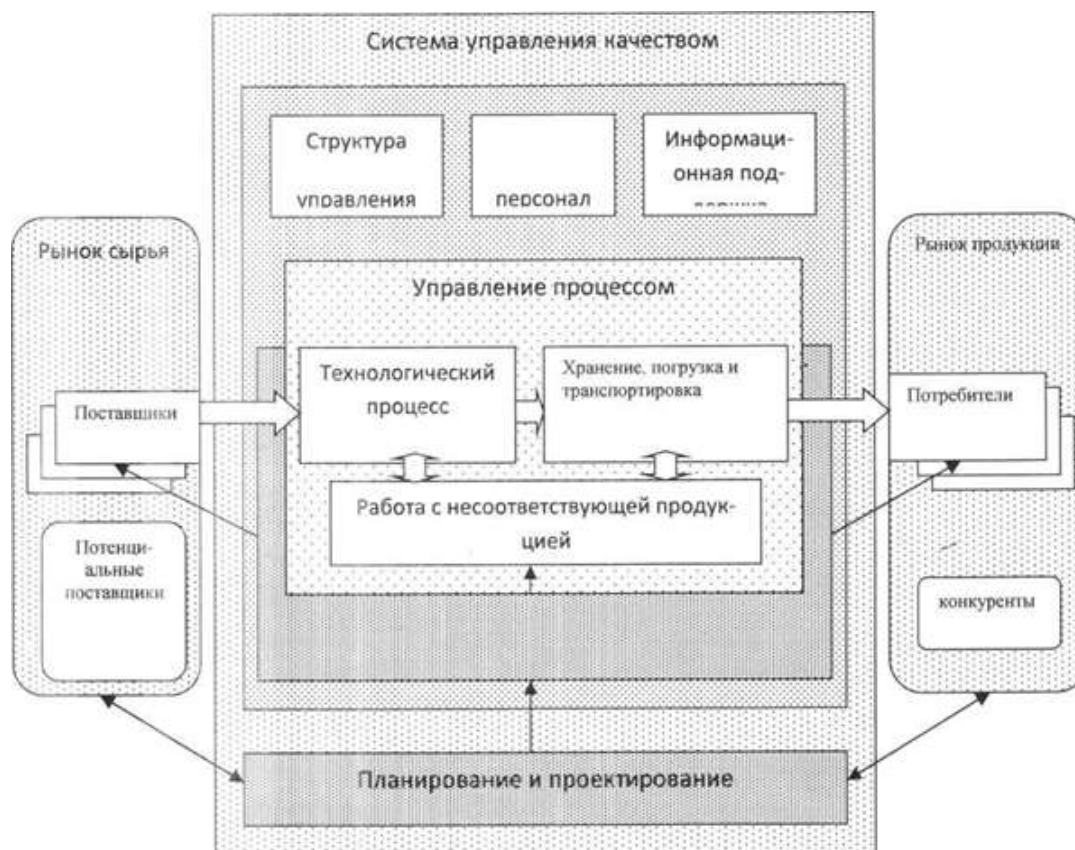 Система управления качеством
Структура
управления
персонал
Информаци-
онная под-
держка
Рынок сырья
Рынок продукции
Управление процессом
Технологический
процесс
Хранение, погрузка и
транспортировка
Поставщики
Потребители
Работа с несоответствующей продук-
цией
Потенци-
альные
поставщики
конкуренты
Планирование и проектирование